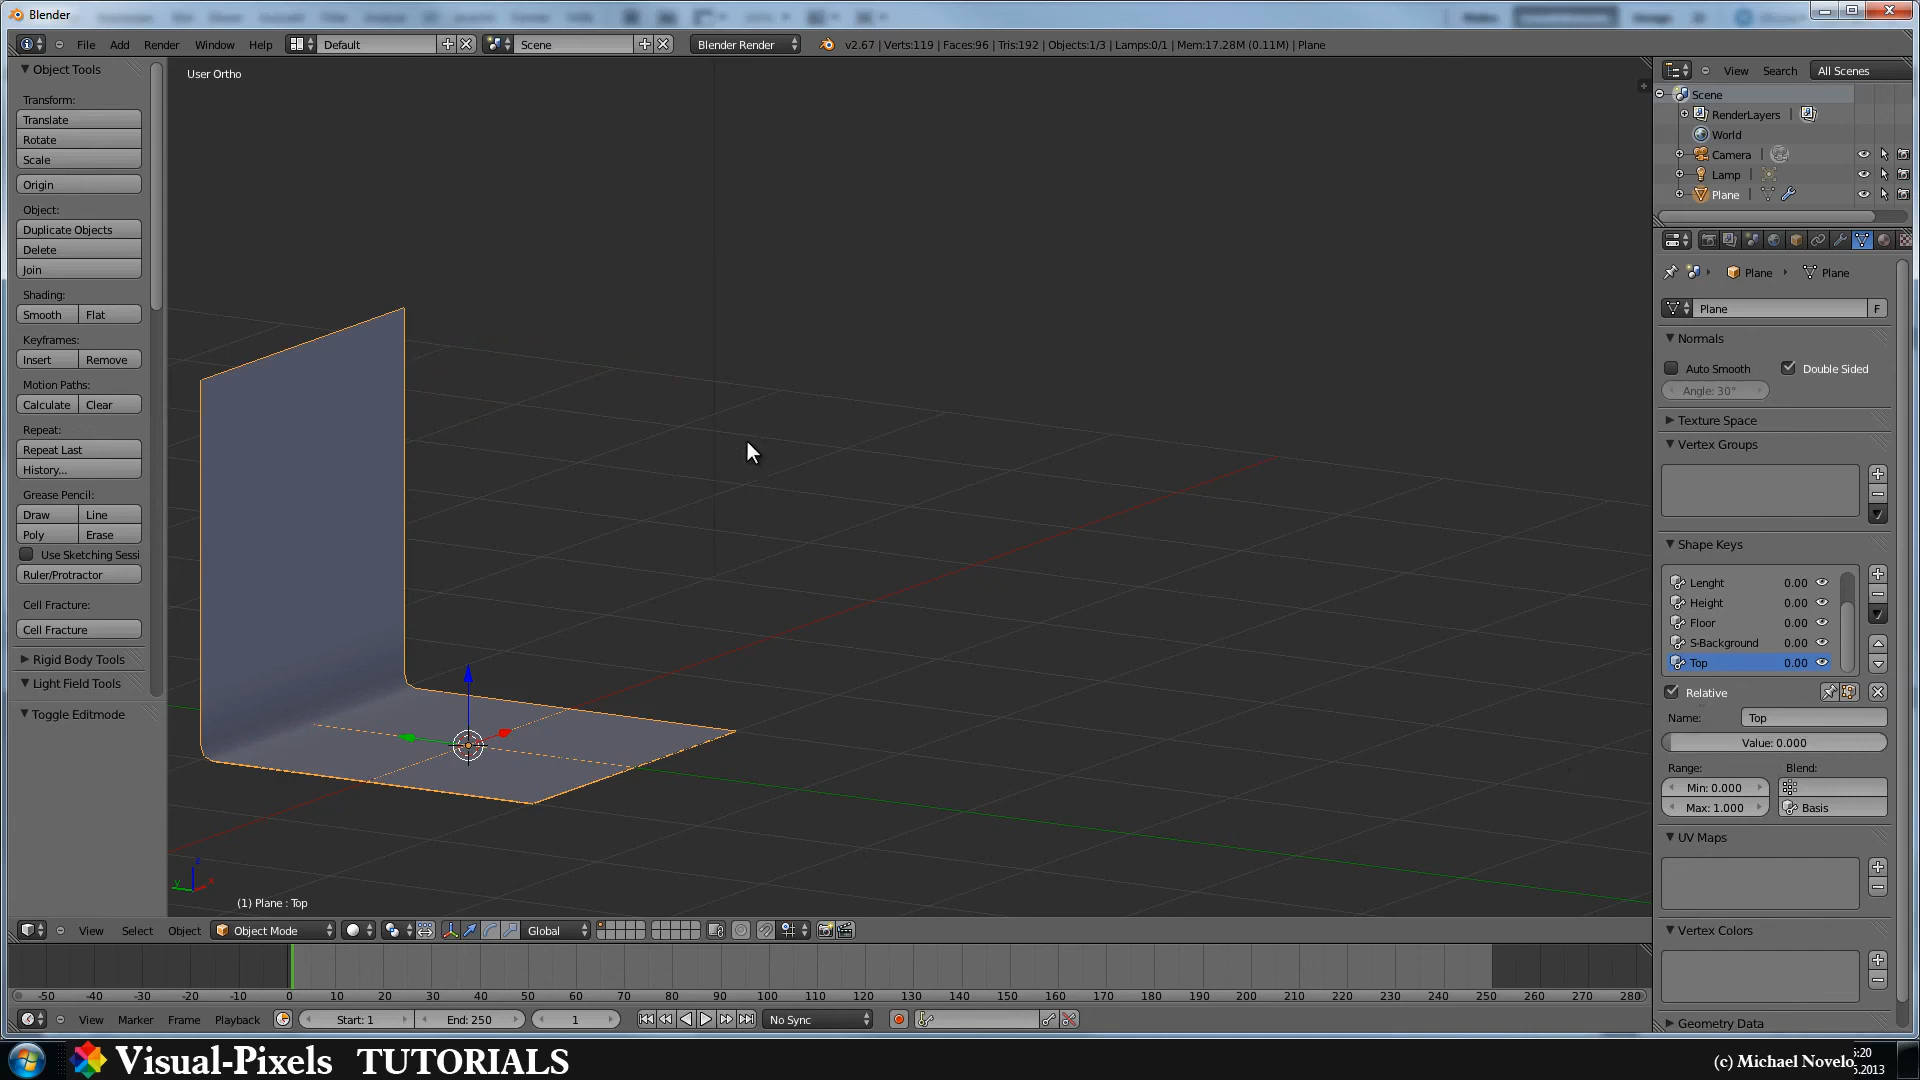 Blender
File Add Render Window Help Default Scene Blender Render v2.67 | Verts:119 | Faces:96 | Tris:192 | Objects:1/3 | Lamps:0/1 | Mem:17.28M (0.11M) | Plane
Object Tools
Transform:
Translate
Rotate
Scale
Origin
Object:
Duplicate Objects
Delete
Join
Shading:
Smooth Flat
Keyframes:
Insert Remove
Motion Paths:
Calculate Clear
Repeat:
Repeat Last
History...
Grease Pencil:
Draw Line
Poly Erase
Use Sketching Sessi
Ruler/Protractor
Cell Fracture:
Cell Fracture
Rigid Body Tools
Light Field Tools
Toggle Editmode
User Ortho
z
y x
(1) Plane : Top
View Select Object Object Mode Global
-50 -40 -30 -20 -10 0 10 20 30 40 50 60 70 80 90 100 110 120 130 140 150 160 170 180 190 200 210 220 230 240 250 260 270 280
View Marker Frame Playback Start: 1 End: 250 1 No Sync
View Search All Scenes
Scene
RenderLayers |
World
Camera |
Lamp |
Plane |
Plane Plane
Plane F
Normals
Auto Smooth Double Sided
Angle: 30°
Texture Space
Vertex Groups
Shape Keys
Lenght 0.00
Height 0.00
Floor 0.00
S-Background 0.00
Top 0.00
Relative
Name: Top
Value: 0.000
Range: Blend:
Min: 0.000
Max: 1.000 Basis
UV Maps
Vertex Colors
Geometry Data
Visual-Pixels TUTORIALS
(c) Michael Novelo
:20
.2013